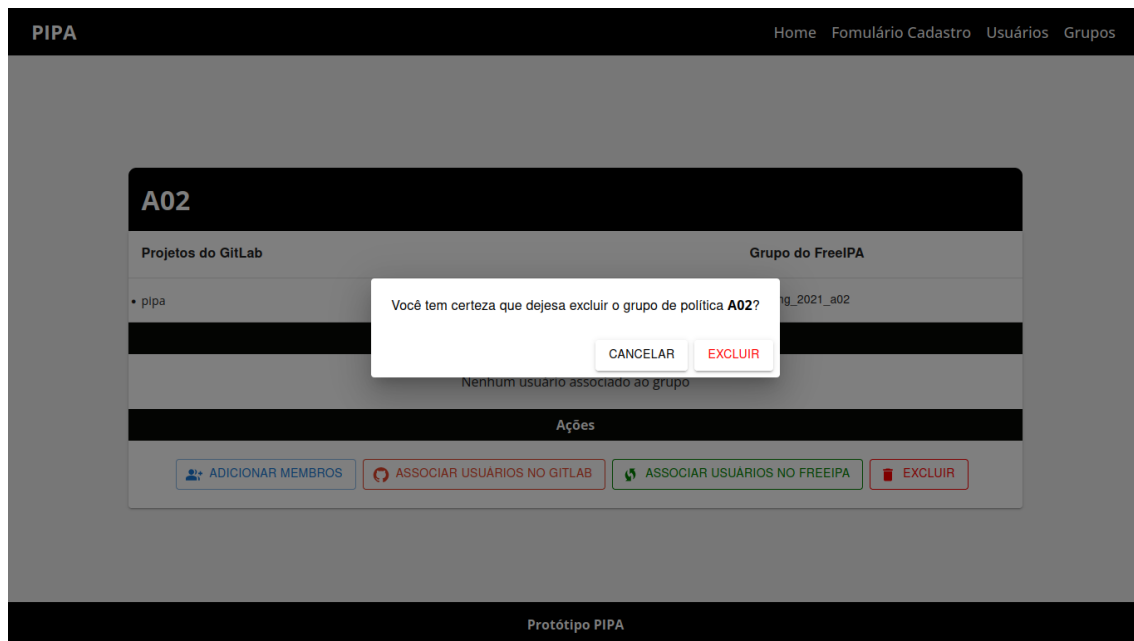 PIPA
Home Fomulário Cadastro Usuários Grupos
A02
Projetos do GitLab Grupo do FreeIPA
• pipa ng_2021_a02
Você tem certeza que dejesa excluir o grupo de política A02?
CANCELAR EXCLUIR
Nenhum usuário associado ao grupo
Ações
ADICIONAR MEMBROS ASSOCIAR USUÁRIOS NO GITLAB ASSOCIAR USUÁRIOS NO FREEIPA EXCLUIR
Protótipo PIPA